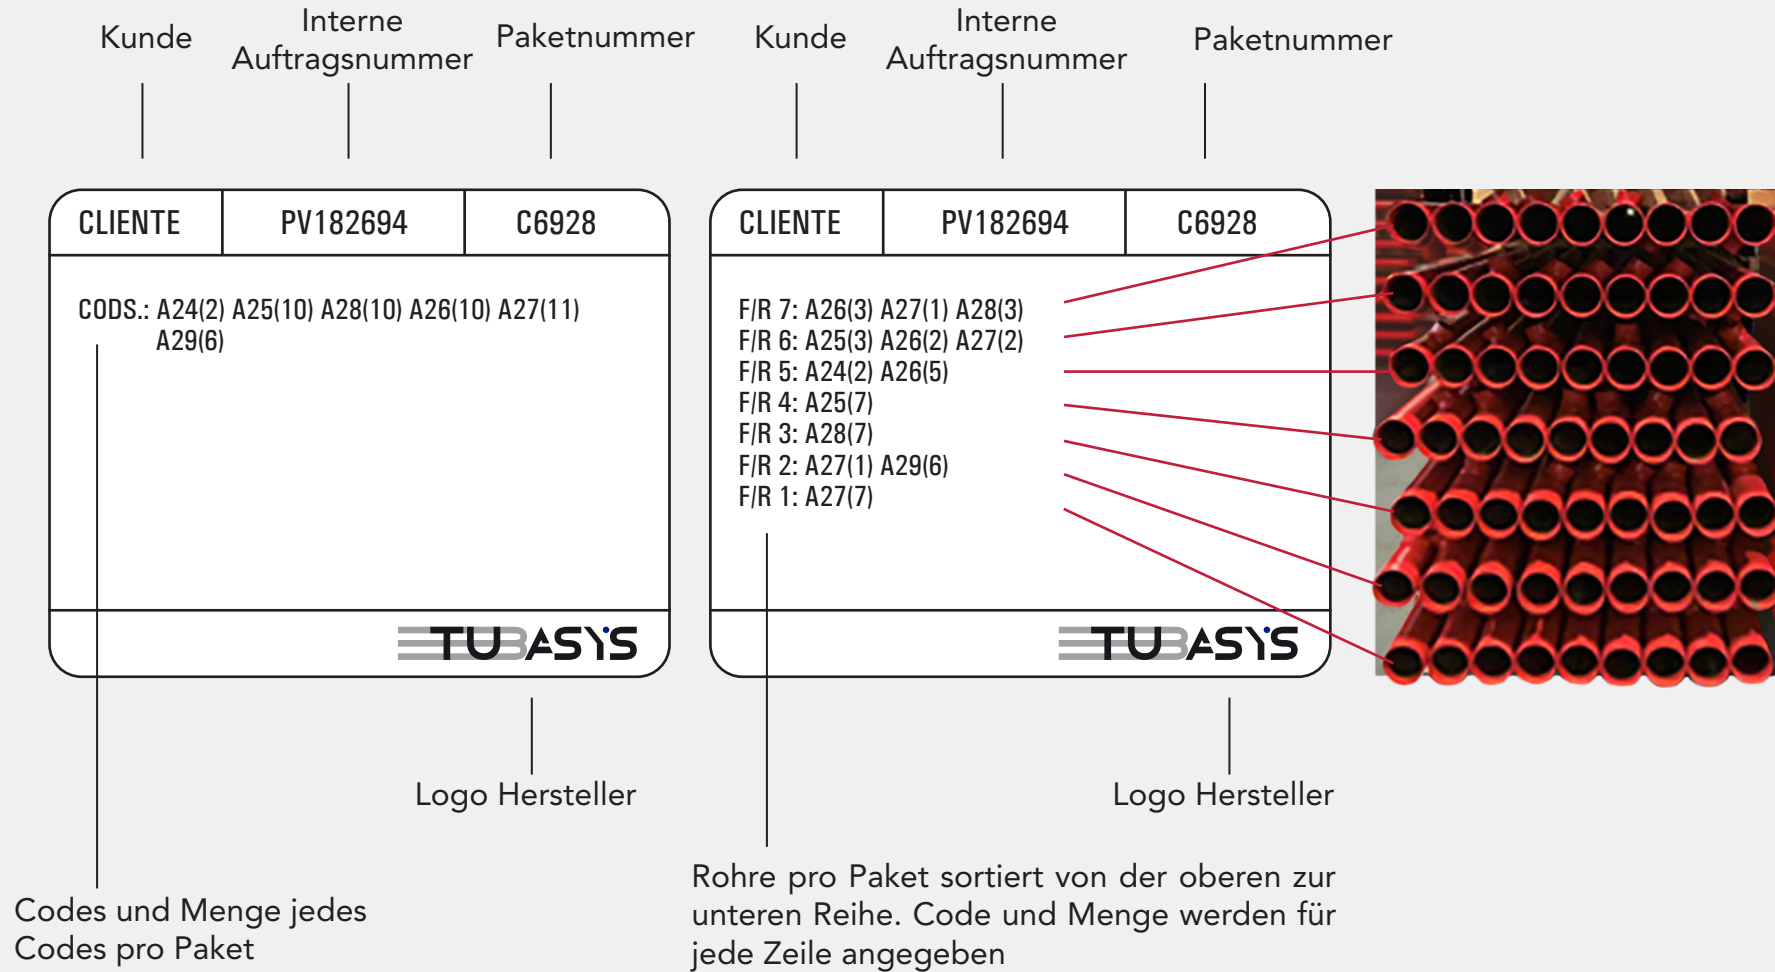 Kunde
Interne
Auftragsnummer
Paketnummer
Kunde
Interne
Auftragsnummer
Paketnummer
CLIENTE
PV182694
C6928
CODS.: A24(2) A25(10) A28(10) A26(10) A27(11)
A29(6)
TUBASYS
Logo Hersteller
Codes und Menge jedes
Codes pro Paket
CLIENTE
PV182694
C6928
F/R 7: A26(3) A27(1) A28(3)
F/R 6: A25(3) A26(2) A27(2)
F/R 5: A24(2) A26(5)
F/R 4: A25(7)
F/R 3: A28(7)
F/R 2: A27(1) A29(6)
F/R 1: A27(7)
TUBASYS
Logo Hersteller
Rohre pro Paket sortiert von der oberen zur
unteren Reihe. Code und Menge werden für
jede Zeile angegeben